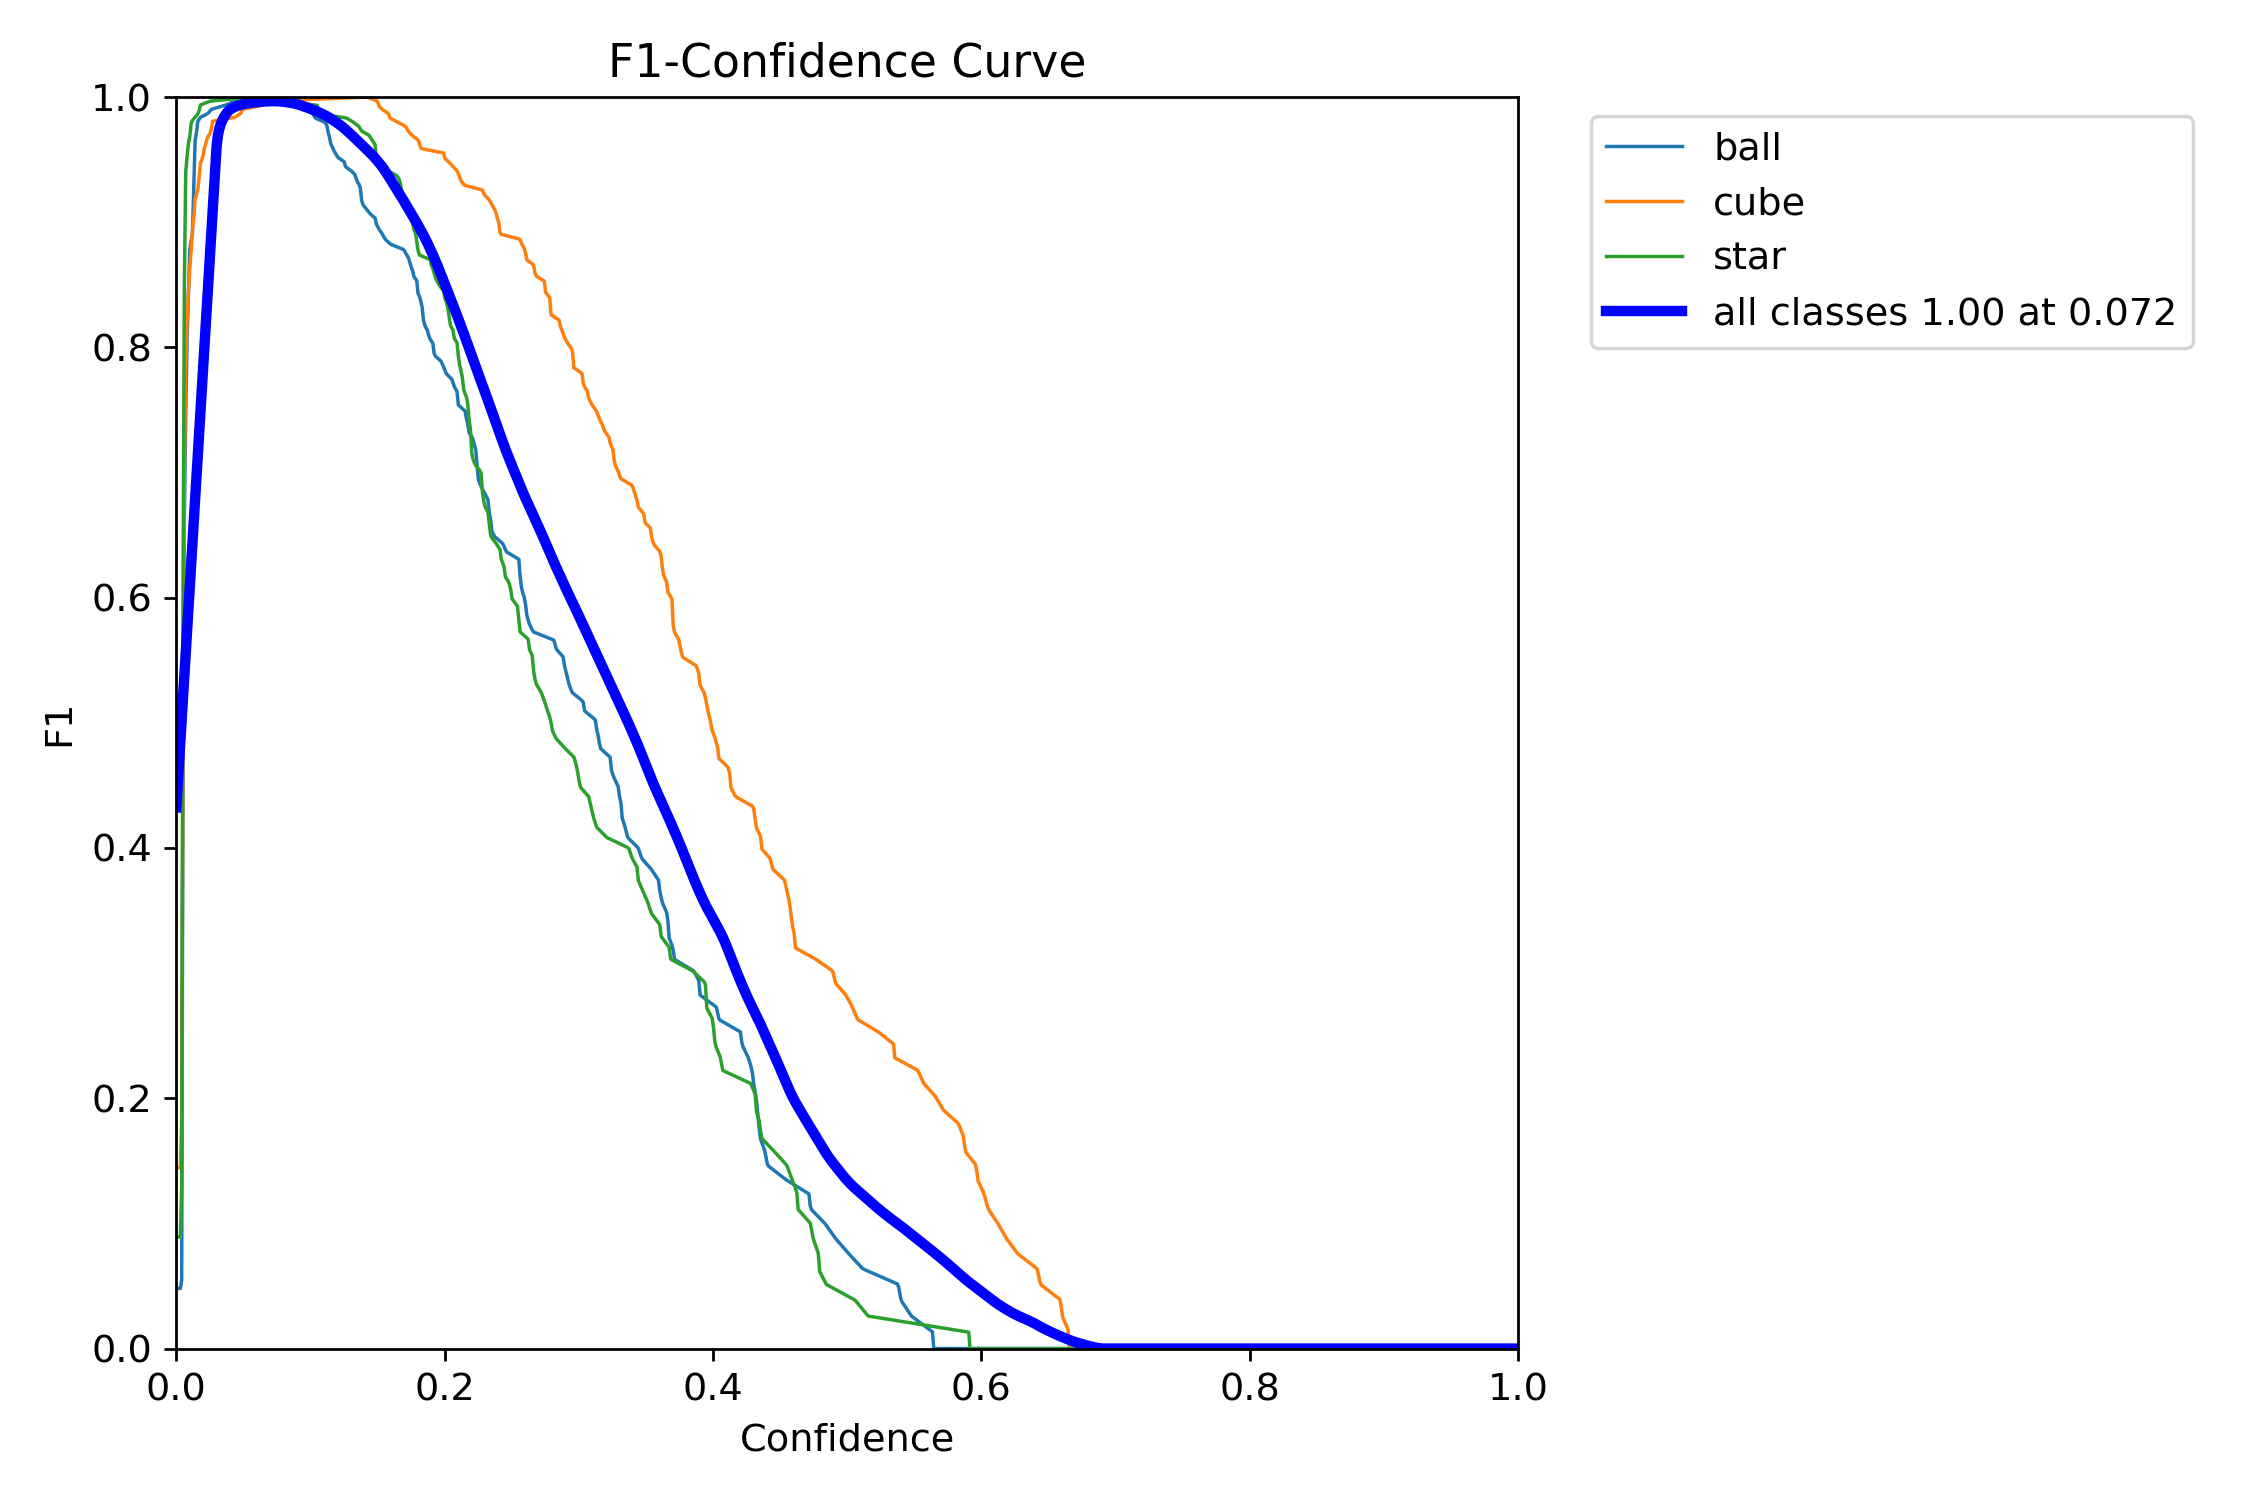 F1-Confidence Curve
ball
cube
star
all classes 1.00 at 0.072
F1
1.0
0.8
0.6
0.4
0.2
0.0
0.0 0.2 0.4 0.6 0.8 1.0
Confidence